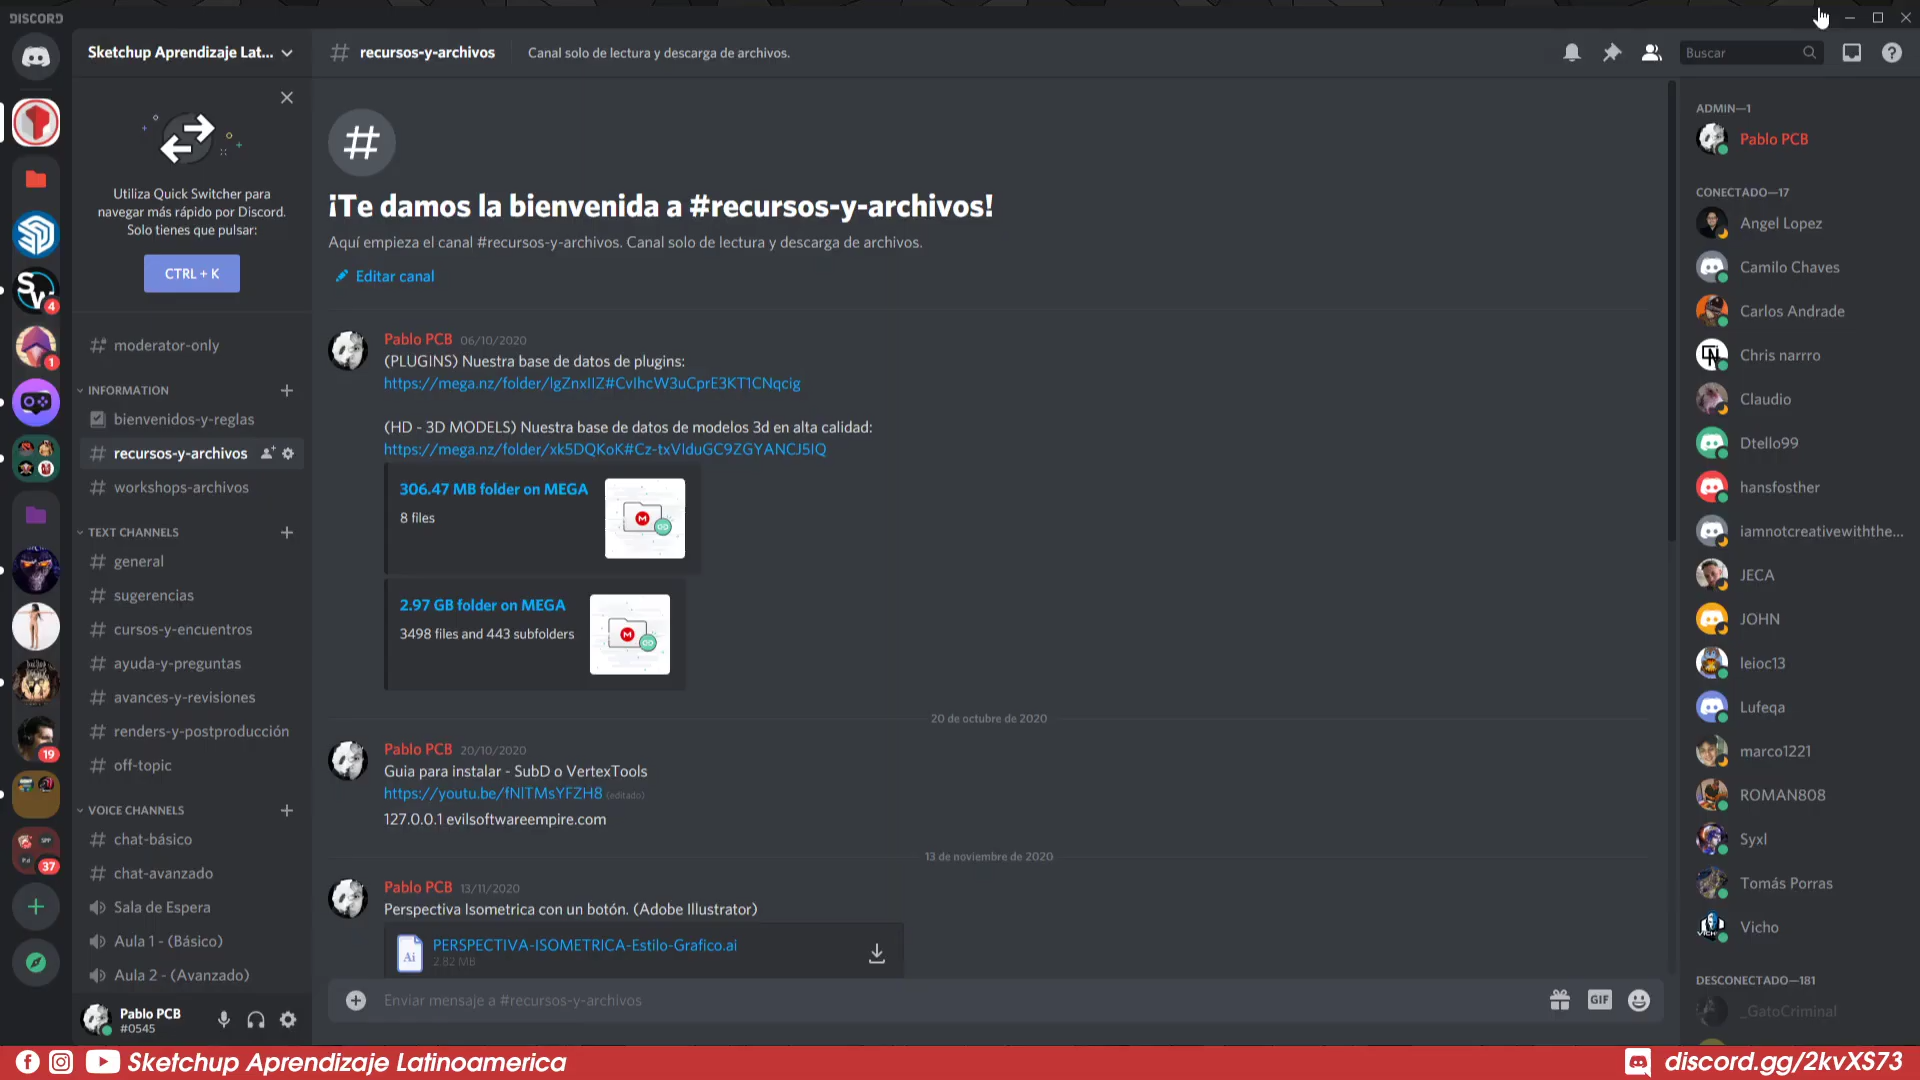 DISCORD
Sketchup Aprendizaje Lat...
recursos-y-archivos
Canal solo de lectura y descarga de archivos.
Buscar
Utiliza Quick Switcher para
navegar más rápido por Discord.
Solo tienes que pulsar:
CTRL + K
moderator-only
INFORMATION
bienvenidos-y-reglas
recursos-y-archivos
workshops-archivos
TEXT CHANNELS
general
sugerencias
cursos-y-encuentros
ayuda-y-preguntas
avances-y-revisiones
renders-y-postproducción
off-topic
VOICE CHANNELS
chat-básico
chat-avanzado
Sala de Espera
Aula 1 - (Básico)
Aula 2 - (Avanzado)
Pablo PCB
#0545
4
1
19
37
¡Te damos la bienvenida a #recursos-y-archivos!
Aquí empieza el canal #recursos-y-archivos. Canal solo de lectura y descarga de archivos.
Editar canal
Pablo PCB 06/10/2020
(PLUGINS) Nuestra base de datos de plugins:
https://mega.nz/folder/lgZnxIIZ#CvIhcW3uCprE3KT1CNqcig
(HD - 3D MODELS) Nuestra base de datos de modelos 3d en alta calidad:
https://mega.nz/folder/xk5DQKoK#Cz-txVIduGC9ZGYANCJ5IQ
306.47 MB folder on MEGA
8 files
2.97 GB folder on MEGA
3498 files and 443 subfolders
20 de octubre de 2020
Pablo PCB 20/10/2020
Guia para instalar - SubD o VertexTools
https://youtu.be/fNlTMsYFZH8 (editado)
127.0.0.1 evilsoftwareempire.com
13 de noviembre de 2020
Pablo PCB 13/11/2020
Perspectiva Isometrica con un botón. (Adobe Illustrator)
Ai
PERSPECTIVA-ISOMETRICA-Estilo-Grafico.ai
2.82 MB
Enviar mensaje a #recursos-y-archivos
GIF
ADMIN—1
Pablo PCB
CONECTADO—17
Angel Lopez
Camilo Chaves
Carlos Andrade
Chris narrro
Claudio
Dtello99
hansfosther
iamnotcreativewiththe...
JECA
JOHN
leioc13
Lufeqa
marco1221
ROMAN808
Syxl
Tomás Porras
Vicho
DESCONECTADO—181
_GatoCriminal
Sketchup Aprendizaje Latinoamerica
discord.gg/2kvXS73